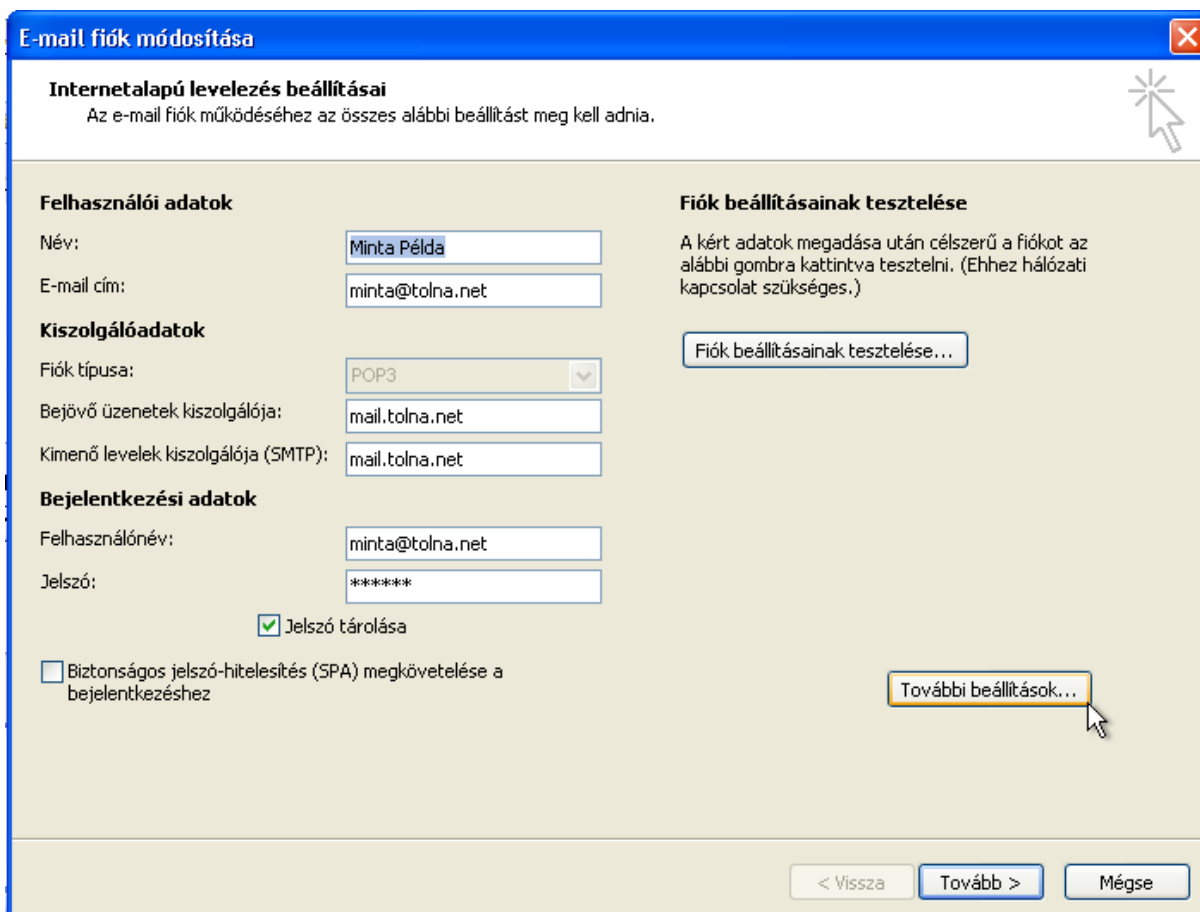 E-mail fiók módosítása
Internetalapú levelezés beállításai
Az e-mail fiók működéséhez az összes alábbi beállítást meg kell adnia.
Felhasználói adatok
Név:
Minta Példa
E-mail cím:
minta@tolna.net
Kiszolgálóadatok
Fiók típusa:
POP3
Bejövő üzenetek kiszolgálója:
mail.tolna.net
Kimenő levelek kiszolgálója (SMTP):
mail.tolna.net
Bejelentkezési adatok
Felhasználónév:
minta@tolna.net
Jelszó:
******
Jelszó tárolása
Biztonságos jelszó-hitelesítés (SPA) megkövetelése a
bejelentkezéshez
Fiók beállításainak tesztelése
A kért adatok megadása után célszerű a fiókot az
alábbi gombra kattintva tesztelni. (Ehhez hálózati
kapcsolat szükséges.)
Fiók beállításainak tesztelése...
További beállítások...
< Vissza
Tovább >
Mégse